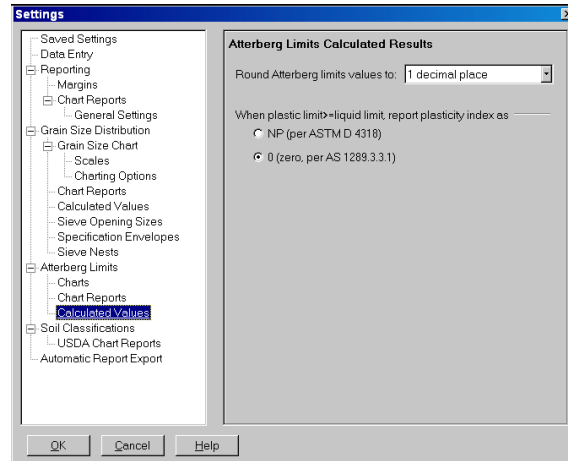 Settings
Saved Settings
Data Entry
Reporting
Margins
Chart Reports
General Settings
Grain Size Distribution
Grain Size Chart
Scales
Charting Options
Chart Reports
Calculated Values
Sieve Opening Sizes
Specification Envelopes
Sieve Nests
Atterberg Limits
Charts
Chart Reports
Calculated Values
Soil Classifications
USDA Chart Reports
Automatic Report Export
Atterberg Limits Calculated Results
Round Atterberg limits values to: 1 decimal place
When plastic limit>=liquid limit, report plasticity index as
NP (per ASTM D 4318)
0 (zero, per AS 1289.3.3.1)
OK Cancel Help